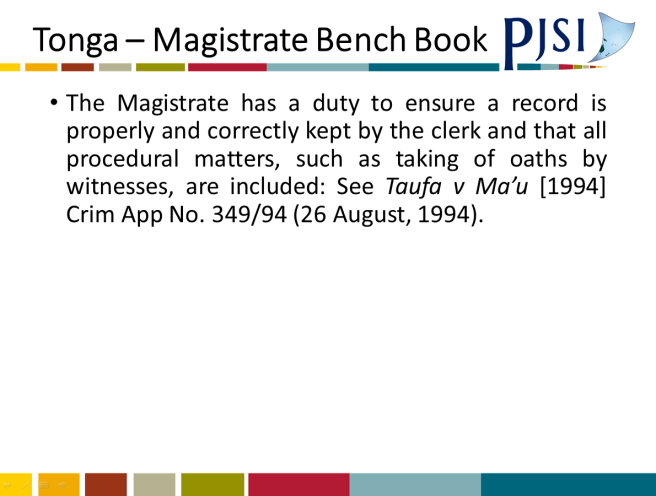 Tonga – Magistrate Bench Book
PJSI
• The Magistrate has a duty to ensure a record is
properly and correctly kept by the clerk and that all
procedural matters, such as taking of oaths by
witnesses, are included: See Taufa v Ma’u [1994]
Crim App No. 349/94 (26 August, 1994).